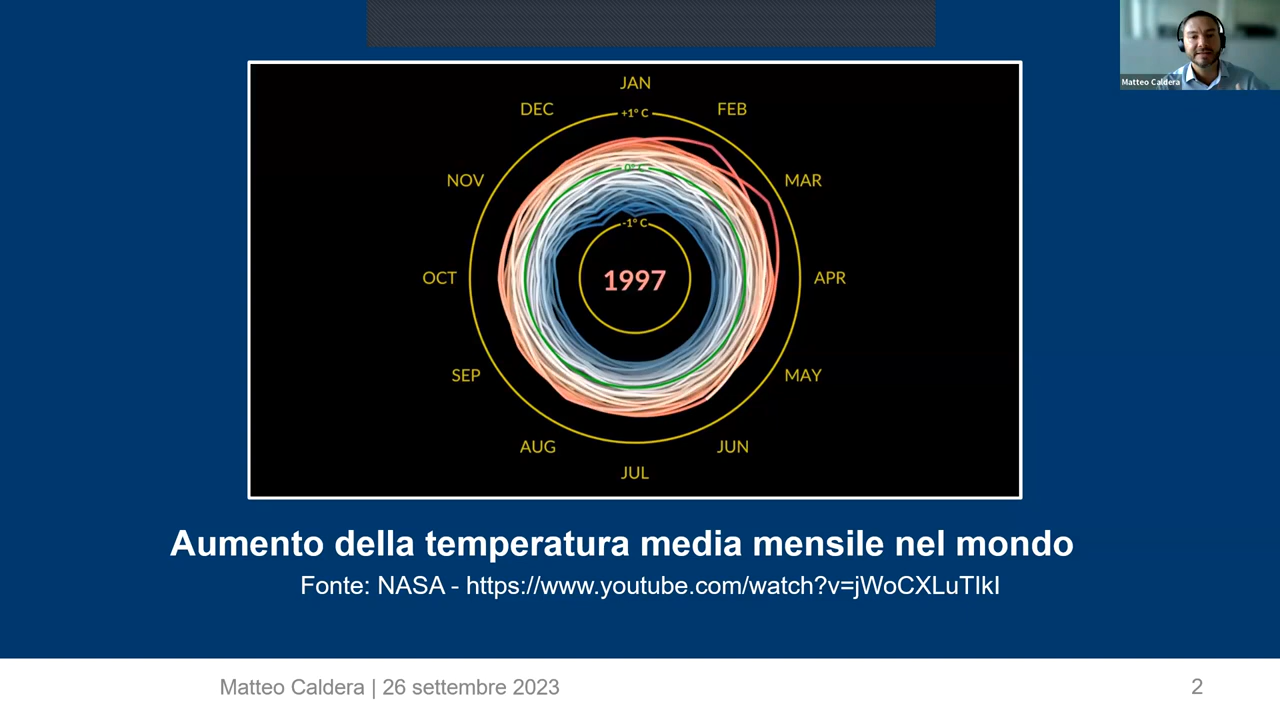 Matteo Caldera
JAN
DEC
FEB
+1° C
NOV
MAR
0° C
-1° C
OCT
1997
APR
SEP
MAY
AUG
JUN
JUL
Aumento della temperatura media mensile nel mondo
Fonte: NASA - https://www.youtube.com/watch?v=jWoCXLuTlkI
Matteo Caldera | 26 settembre 2023
2